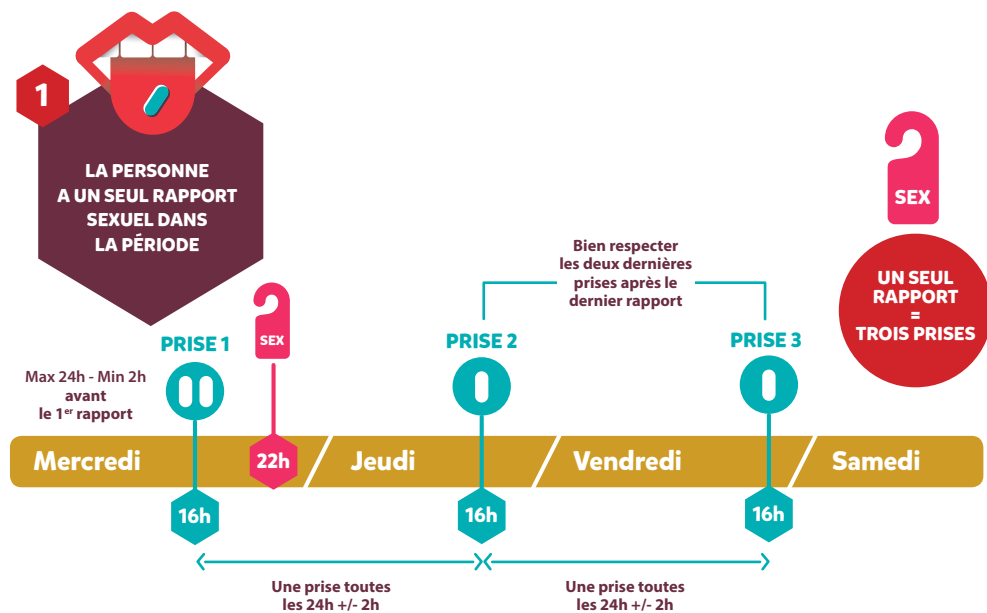 1
LA PERSONNE
A UN SEUL RAPPORT
SEXUEL DANS
LA PÉRIODE
SEX
UN SEUL
RAPPORT
=
TROIS PRISES
Bien respecter
les deux dernières
prises après le
dernier rapport
SEX
PRISE 1
PRISE 2
PRISE 3
Max 24h - Min 2h
avant
le 1er rapport
Mercredi
22h
Jeudi
Vendredi
Samedi
16h
16h
16h
Une prise toutes
les 24h +/- 2h
Une prise toutes
les 24h +/- 2h